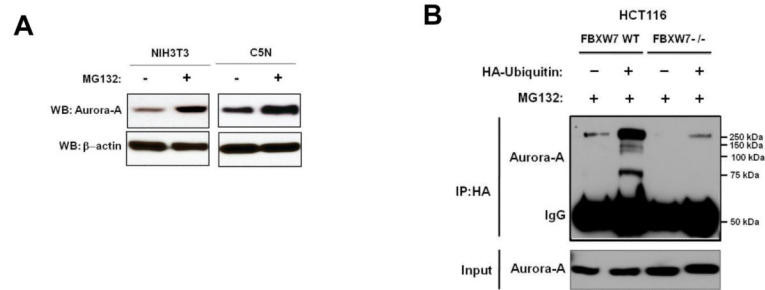 A
NIH3T3 C5N
MG132: - + - +
WB: Aurora-A
WB: β-actin
B
HCT116
FBXW7 WT FBXW7-/-
HA-Ubiquitin: - + - +
MG132: + + + +
IP:HA
Aurora-A
IgG
250 kDa
150 kDa
100 kDa
75 kDa
50 kDa
Input Aurora-A